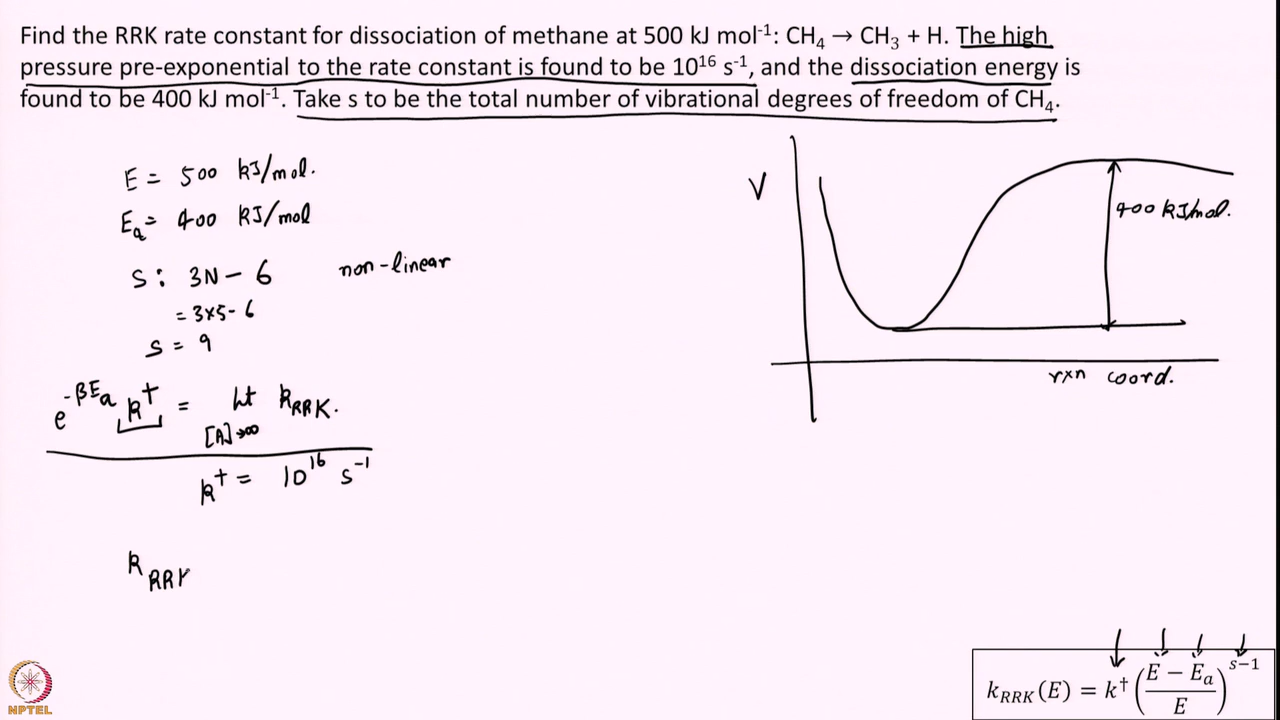 Find the RRK rate constant for dissociation of methane at 500 kJ mol⁻¹: CH₄ → CH₃ + H. The high
pressure pre-exponential to the rate constant is found to be 10¹⁶ s⁻¹, and the dissociation energy is
found to be 400 kJ mol⁻¹. Take s to be the total number of vibrational degrees of freedom of CH₄.
E = 500 kJ/mol.
Eₐ = 400 KJ/mol
S : 3N - 6 non-linear
= 3x5-6
S = 9
e^(-βEₐ) k† = Lt k_RRK.
[A]→∞
k† = 10¹⁶ s⁻¹
k_RRK
V
400 kJ/mol.
rxn coord.
k_RRK(E) = k† ((E − Eₐ)/E)^(s−1)
NPTEL